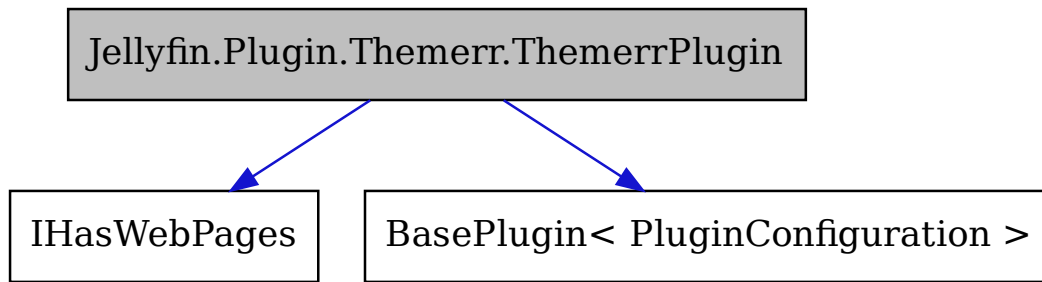 Jellyfin.Plugin.Themerr.ThemerrPlugin
IHasWebPages
BasePlugin< PluginConfiguration >